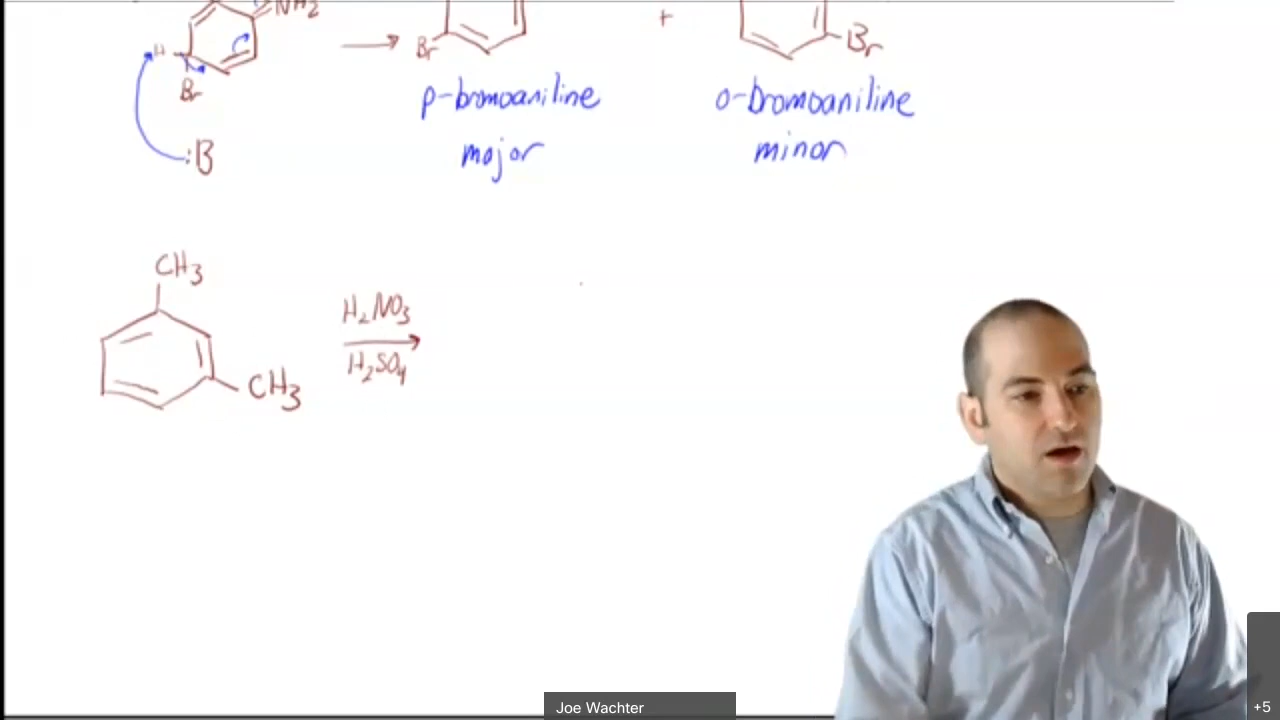 NH2
H
Br
Br
+
Br
:B
p-bromoaniline
major
o-bromoaniline
minor
CH3
CH3
H2NO3
H2SO4
Joe Wachter
+5